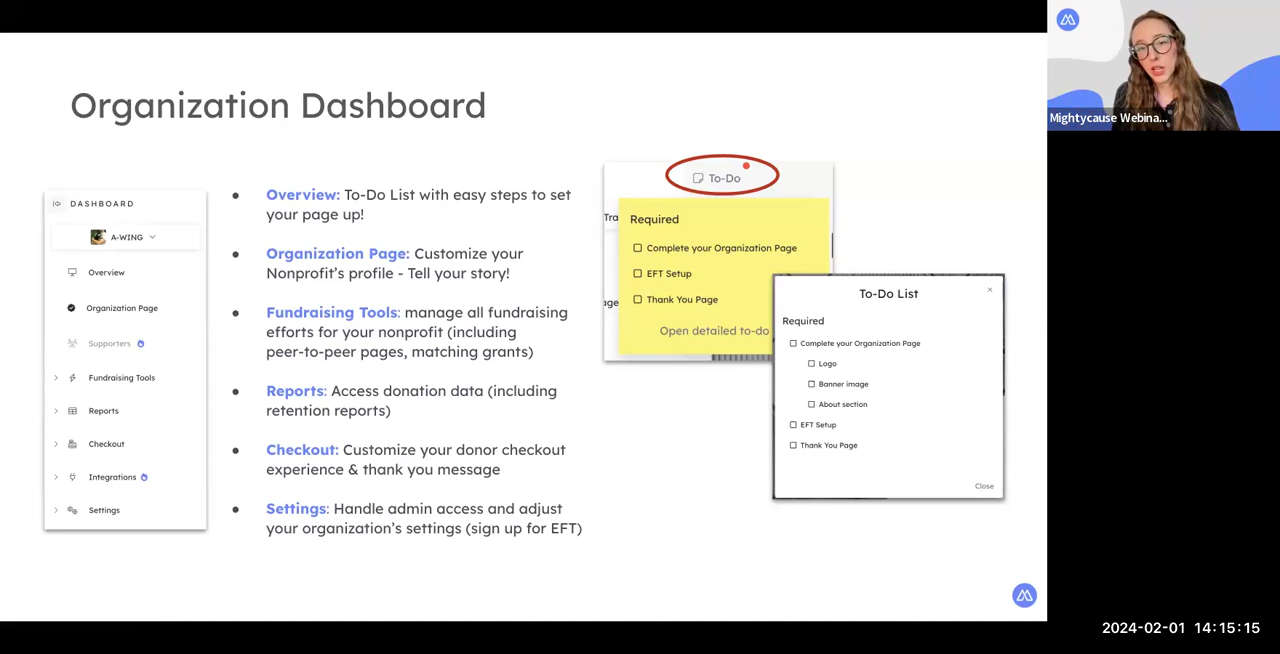 Organization Dashboard
DASHBOARD
A-WING
Overview
Organization Page
Supporters
Fundraising Tools
Reports
Checkout
Integrations
Settings
Overview: To-Do List with easy steps to set
your page up!
Organization Page: Customize your
Nonprofit's profile - Tell your story!
Fundraising Tools: manage all fundraising
efforts for your nonprofit (including
peer-to-peer pages, matching grants)
Reports: Access donation data (including
retention reports)
Checkout: Customize your donor checkout
experience & thank you message
Settings: Handle admin access and adjust
your organization's settings (sign up for EFT)
To-Do
Tra
Required
Complete your Organization Page
EFT Setup
age
Thank You Page
Open detailed to-do
To-Do List
Required
Complete your Organization Page
Logo
Banner image
About section
EFT Setup
Thank You Page
Close
Mightycause Webina...
2024-02-01 14:15:15